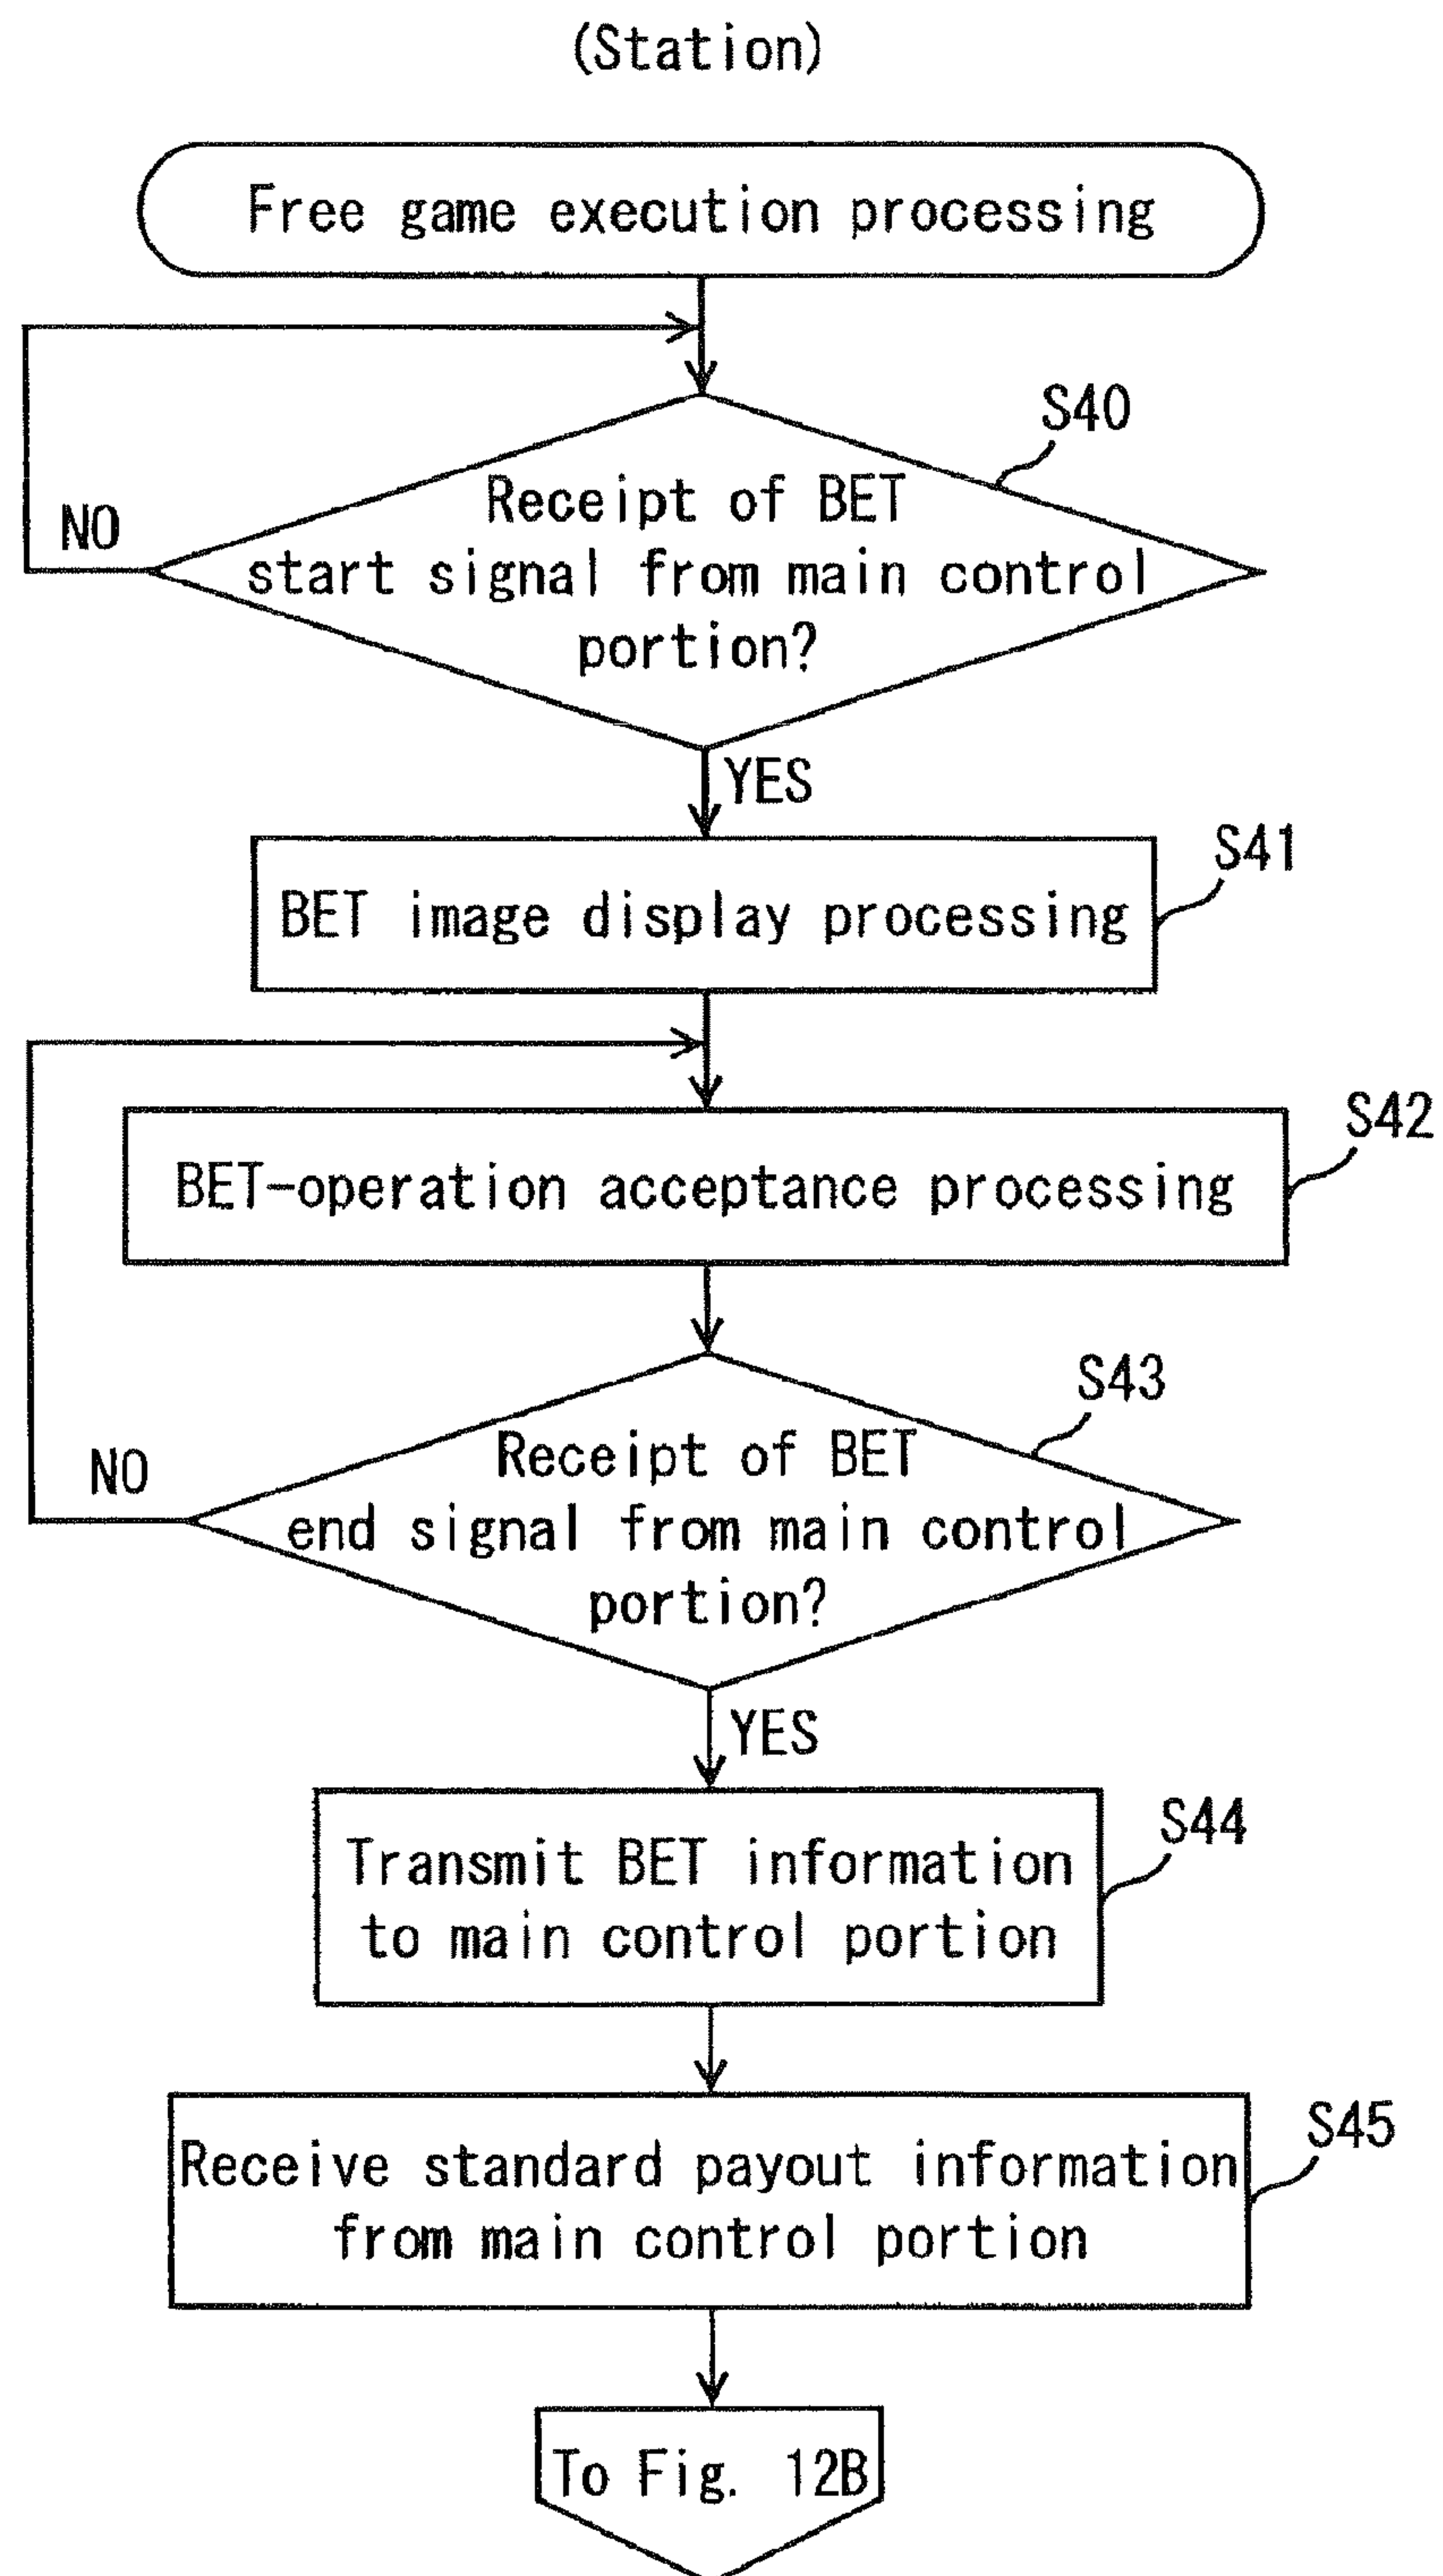 (Station)
Free game execution processing
S40
Receipt of BET
start signal from main control
portion?
NO
YES
S41
BET image display processing
S42
BET-operation acceptance processing
S43
Receipt of BET
end signal from main control
portion?
NO
YES
S44
Transmit BET information
to main control portion
S45
Receive standard payout information
from main control portion
To Fig. 12B